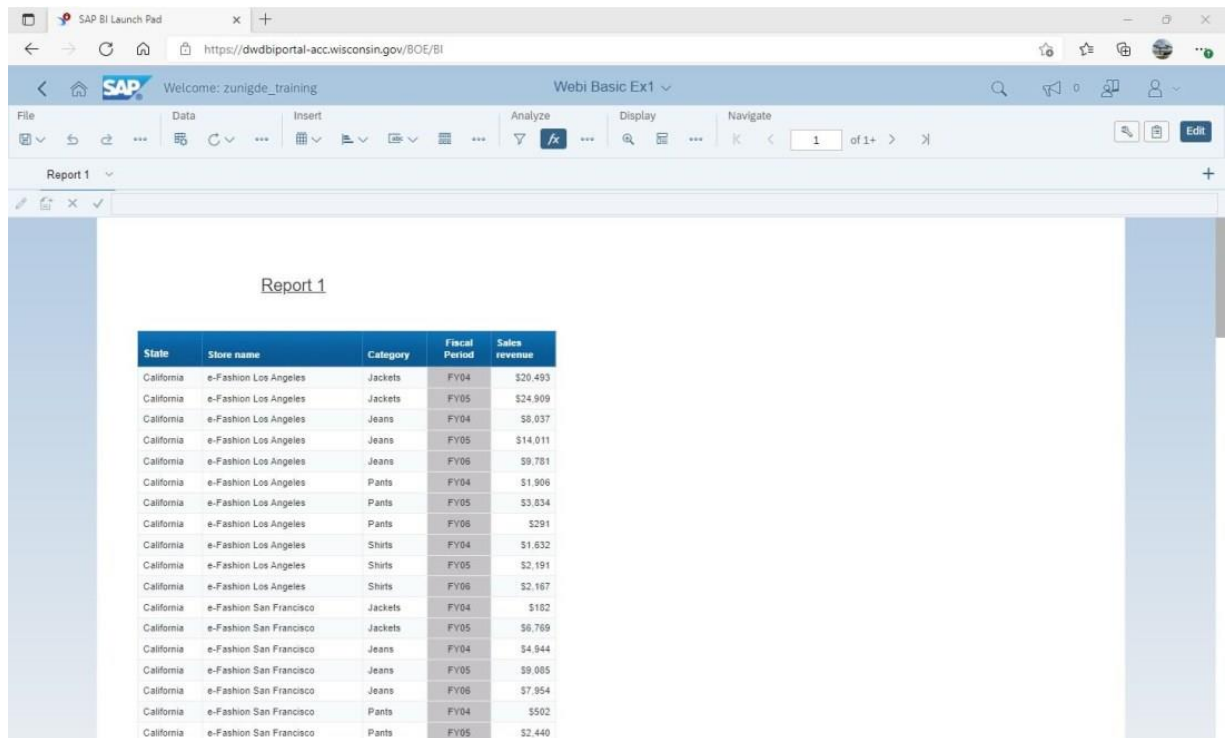 SAP BI Launch Pad
https://dwdbiportal-acc.wisconsin.gov/BOE/BI
SAP Welcome: zunigde_training Webi Basic Ex1 0
File Data Insert Analyze Display Navigate
fx 1 of 1+ Edit
Report 1
Report 1
State Store name Category Fiscal Period Sales revenue
California e-Fashion Los Angeles Jackets FY04 $20,493
California e-Fashion Los Angeles Jackets FY05 $24,909
California e-Fashion Los Angeles Jeans FY04 $8,037
California e-Fashion Los Angeles Jeans FY05 $14,011
California e-Fashion Los Angeles Jeans FY06 $9,781
California e-Fashion Los Angeles Pants FY04 $1,906
California e-Fashion Los Angeles Pants FY05 $3,834
California e-Fashion Los Angeles Pants FY06 $291
California e-Fashion Los Angeles Shirts FY04 $1,632
California e-Fashion Los Angeles Shirts FY05 $2,191
California e-Fashion Los Angeles Shirts FY06 $2,167
California e-Fashion San Francisco Jackets FY04 $182
California e-Fashion San Francisco Jackets FY05 $6,769
California e-Fashion San Francisco Jeans FY04 $4,944
California e-Fashion San Francisco Jeans FY05 $9,085
California e-Fashion San Francisco Jeans FY06 $7,954
California e-Fashion San Francisco Pants FY04 $502
California e-Fashion San Francisco Pants FY05 $2,440